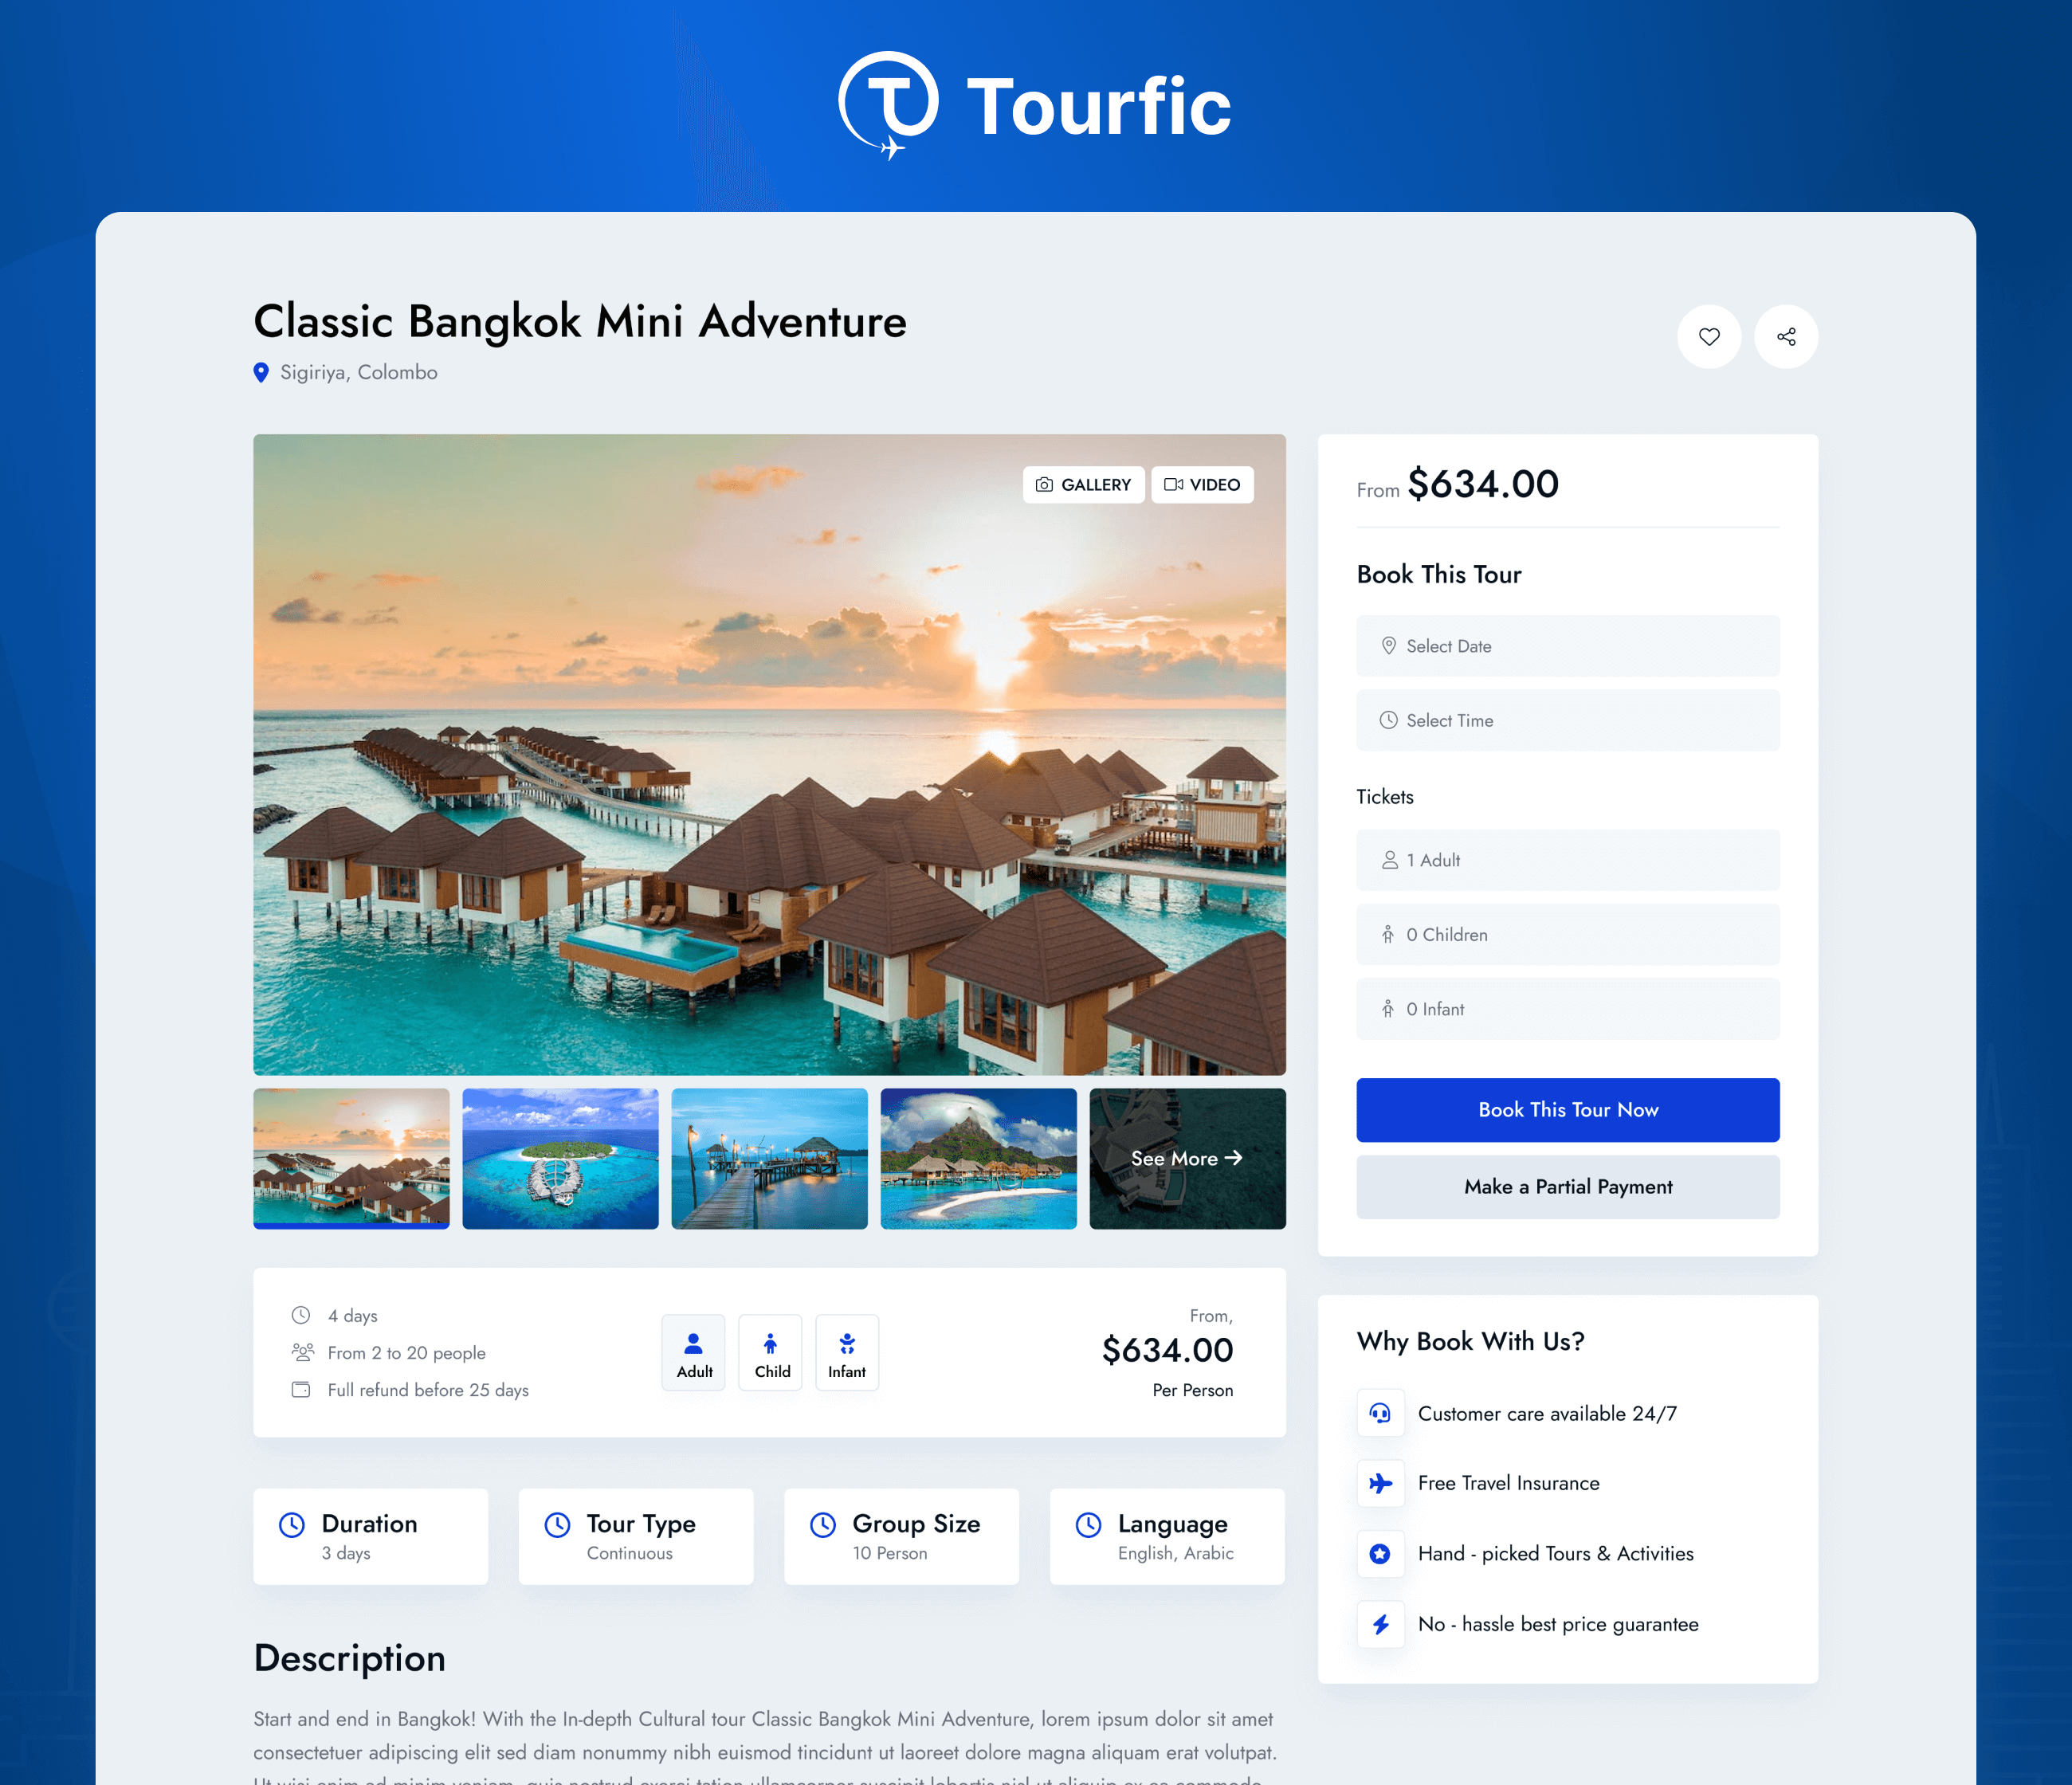 Tourfic
Classic Bangkok Mini Adventure
Sigiriya, Colombo
GALLERY
VIDEO
See More
4 days
From 2 to 20 people
Full refund before 25 days
Adult
Child
Infant
From,
$634.00
Per Person
Duration
3 days
Tour Type
Continuous
Group Size
10 Person
Language
English, Arabic
Description
Start and end in Bangkok! With the In-depth Cultural tour Classic Bangkok Mini Adventure, lorem ipsum dolor sit amet
consectetuer adipiscing elit sed diam nonummy nibh euismod tincidunt ut laoreet dolore magna aliquam erat volutpat.
From $634.00
Book This Tour
Select Date
Select Time
Tickets
1 Adult
0 Children
0 Infant
Book This Tour Now
Make a Partial Payment
Why Book With Us?
Customer care available 24/7
Free Travel Insurance
Hand - picked Tours & Activities
No - hassle best price guarantee